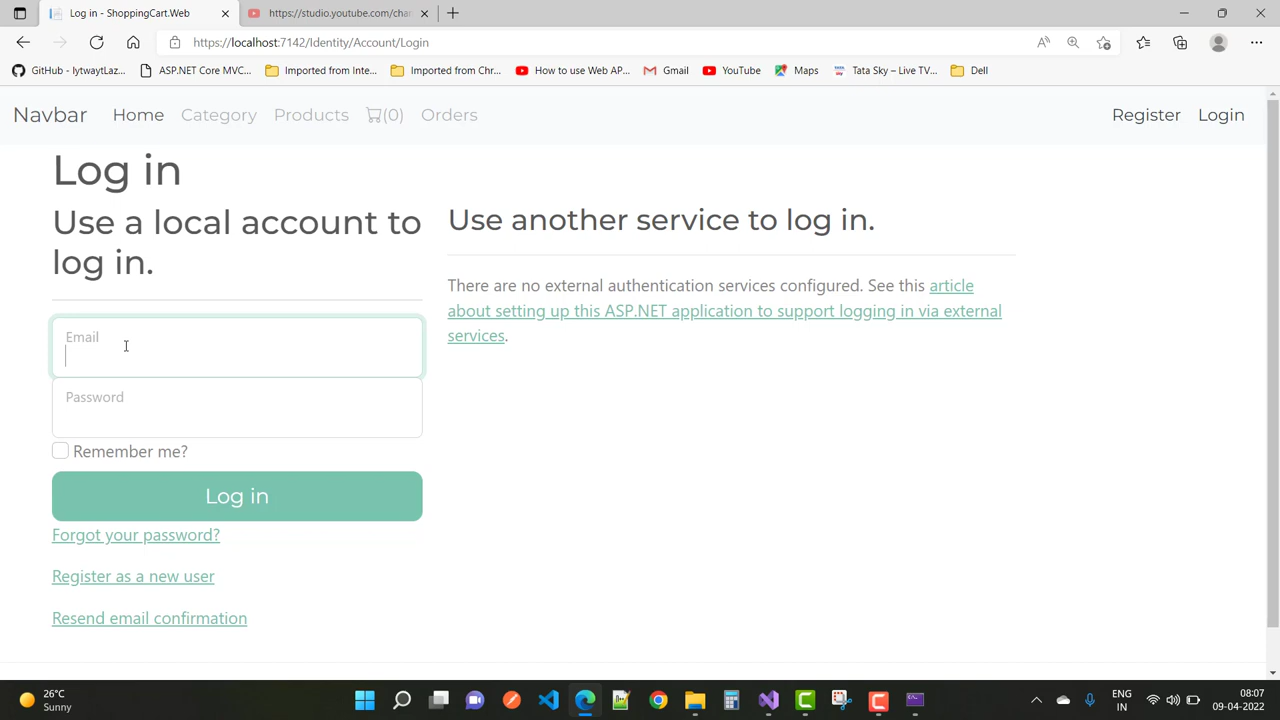 Log in - ShoppingCart.Web
https://studio.youtube.com/char
https://localhost:7142/Identity/Account/Login
GitHub - lytwaytLaz...
ASP.NET Core MVC...
Imported from Inte...
Imported from Chr...
How to use Web AP...
Gmail
YouTube
Maps
Tata Sky – Live TV...
Dell
Navbar
Home
Category
Products
(0)
Orders
Register
Login
Log in
Use a local account to
log in.
Email
Password
Remember me?
Log in
Forgot your password?
Register as a new user
Resend email confirmation
Use another service to log in.
There are no external authentication services configured. See this article
about setting up this ASP.NET application to support logging in via external
services.
26°C
Sunny
ENG
IN
08:07
09-04-2022